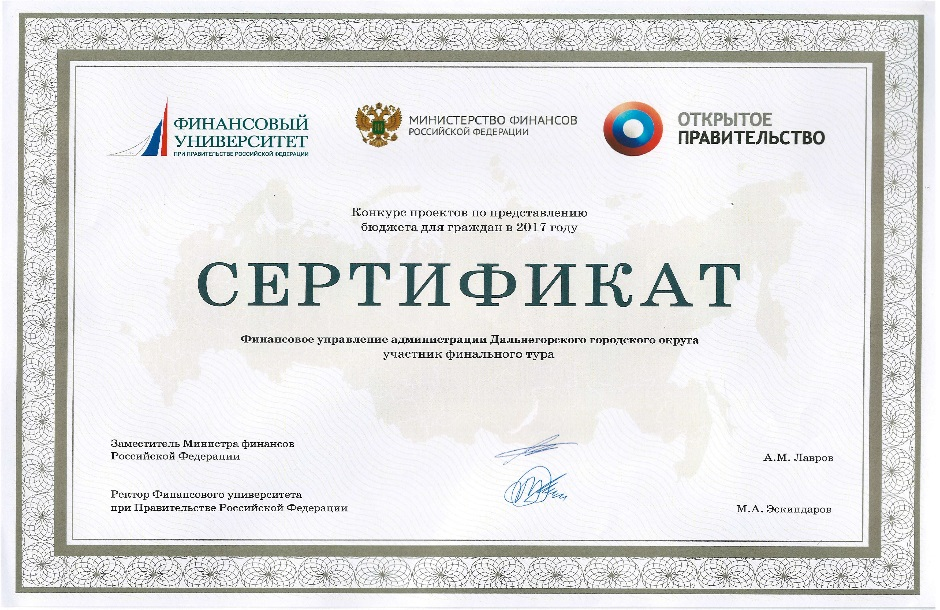 ФИНАНСОВЫЙ
УНИВЕРСИТЕТ
ПРИ ПРАВИТЕЛЬСТВЕ РОССИЙСКОЙ ФЕДЕРАЦИИ
МИНИСТЕРСТВО ФИНАНСОВ
РОССИЙСКОЙ ФЕДЕРАЦИИ
ОТКРЫТОЕ
ПРАВИТЕЛЬСТВО
Конкурс проектов по представлению
бюджета для граждан в 2017 году
СЕРТИФИКАТ
Финансовое управление администрации Дальнегорского городского округа
участник финального тура
Заместитель Министра финансов
Российской Федерации
А.М. Лавров
Ректор Финансового университета
при Правительстве Российской Федерации
М.А. Эскиндаров